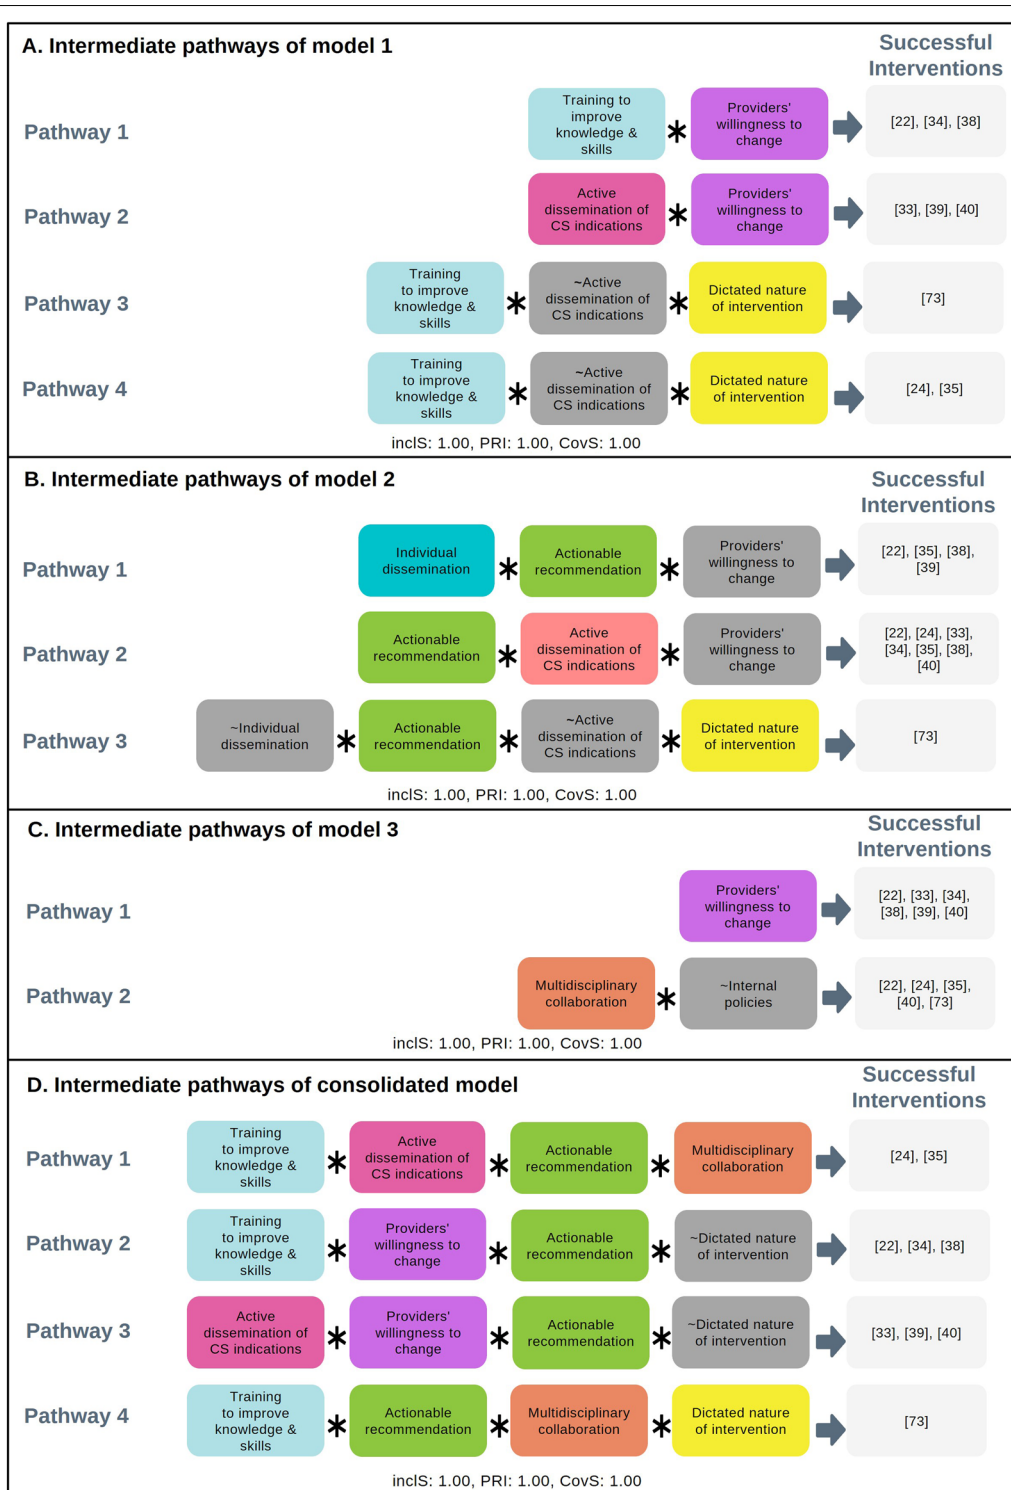 A. Intermediate pathways of model 1
Successful
Interventions
Pathway 1
Training to
improve
knowledge &
skills
*
Providers'
willingness to
change
[22], [34], [38]
Pathway 2
Active
dissemination of
CS indications
*
Providers'
willingness to
change
[33], [39], [40]
Pathway 3
Training
to improve
knowledge &
skills
*
~Active
dissemination of
CS indications
*
Dictated nature
of intervention
[73]
Pathway 4
Training
to improve
knowledge &
skills
*
~Active
dissemination of
CS indications
*
Dictated nature
of intervention
[24], [35]
inclS: 1.00, PRI: 1.00, CovS: 1.00
B. Intermediate pathways of model 2
Successful
Interventions
Pathway 1
Individual
dissemination
*
Actionable
recommendation
*
Providers'
willingness to
change
[22], [35], [38],
[39]
Pathway 2
Actionable
recommendation
*
Active
dissemination of
CS indications
*
Providers'
willingness to
change
[22], [24], [33],
[34], [35], [38],
[40]
Pathway 3
~Individual
dissemination
*
Actionable
recommendation
*
~Active
dissemination of
CS indications
*
Dictated nature
of intervention
[73]
inclS: 1.00, PRI: 1.00, CovS: 1.00
C. Intermediate pathways of model 3
Successful
Interventions
Pathway 1
Providers'
willingness to
change
[22], [33], [34],
[38], [39], [40]
Pathway 2
Multidisciplinary
collaboration
*
~Internal
policies
[22], [24], [35],
[40], [73]
inclS: 1.00, PRI: 1.00, CovS: 1.00
D. Intermediate pathways of consolidated model
Successful
Interventions
Pathway 1
Training
to improve
knowledge &
skills
*
Active
dissemination of
CS indications
*
Actionable
recommendation
*
Multidisciplinary
collaboration
[24], [35]
Pathway 2
Training
to improve
knowledge &
skills
*
Providers'
willingness to
change
*
Actionable
recommendation
*
~Dictated nature
of intervention
[22], [34], [38]
Pathway 3
Active
dissemination of
CS indications
*
Providers'
willingness to
change
*
Actionable
recommendation
*
~Dictated nature
of intervention
[33], [39], [40]
Pathway 4
Training
to improve
knowledge &
skills
*
Actionable
recommendation
*
Multidisciplinary
collaboration
*
Dictated nature
of intervention
[73]
inclS: 1.00, PRI: 1.00, CovS: 1.00